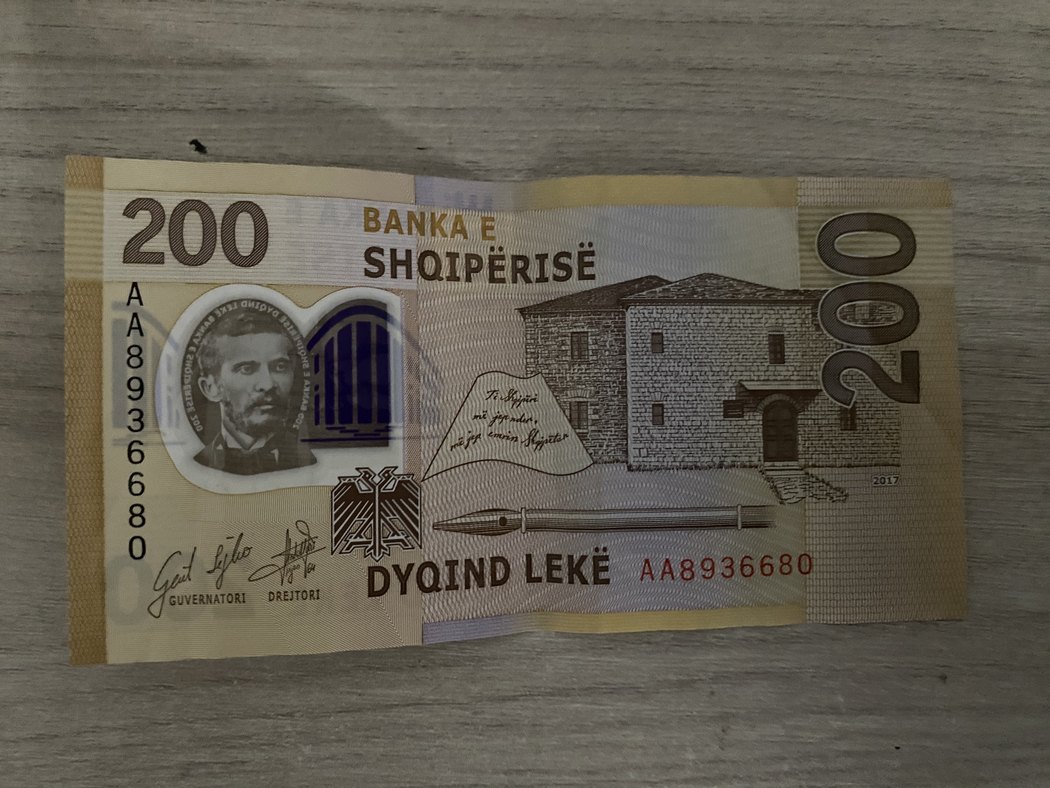 200
BANKA E
SHQIPËRISË
200
AA8936680
Ti Shqipëri
më jep nder,
më jep emrin Shqipëtar
2017
Gent Sejko
GUVERNATORI
DREJTORI
DYQIND LEKË
AA8936680